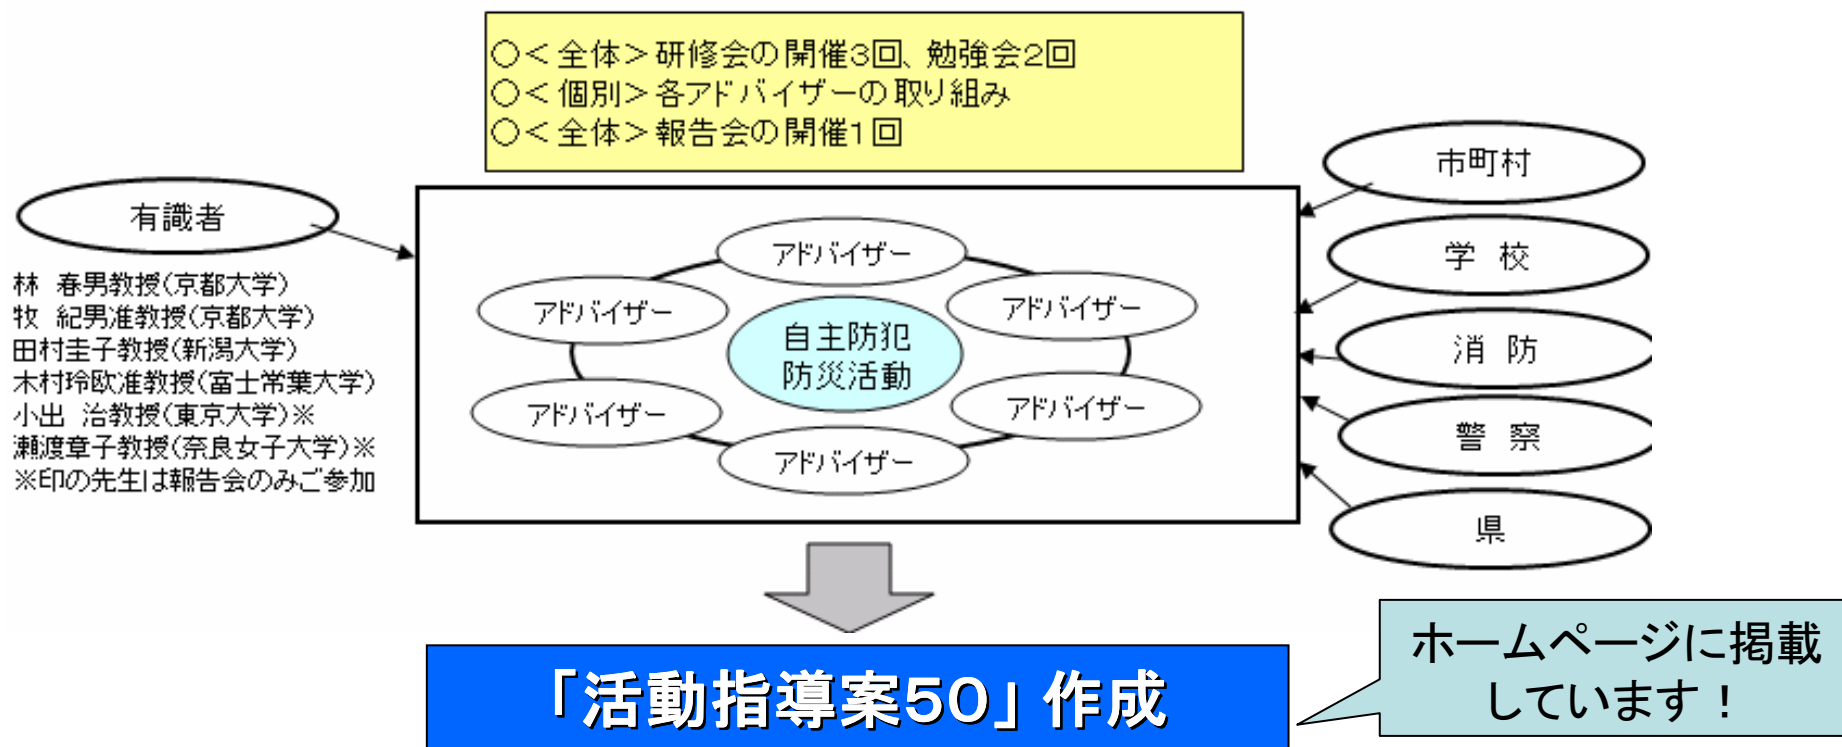 ○＜全体＞研修会の開催3回、勉強会2回
○＜個別＞各アドバイザーの取り組み
○＜全体＞報告会の開催1回
有識者
林　春男教授(京都大学)
牧　紀男准教授(京都大学)
田村圭子教授(新潟大学)
木村玲欧准教授(富士常葉大学)
小出　治教授(東京大学)※
瀬渡章子教授(奈良女子大学)※
※印の先生は報告会のみご参加
アドバイザー
アドバイザー
アドバイザー
自主防犯
防災活動
アドバイザー
アドバイザー
アドバイザー
市町村
学　校
消　防
警　察
県
「活動指導案50」作成
ホームページに掲載
しています！